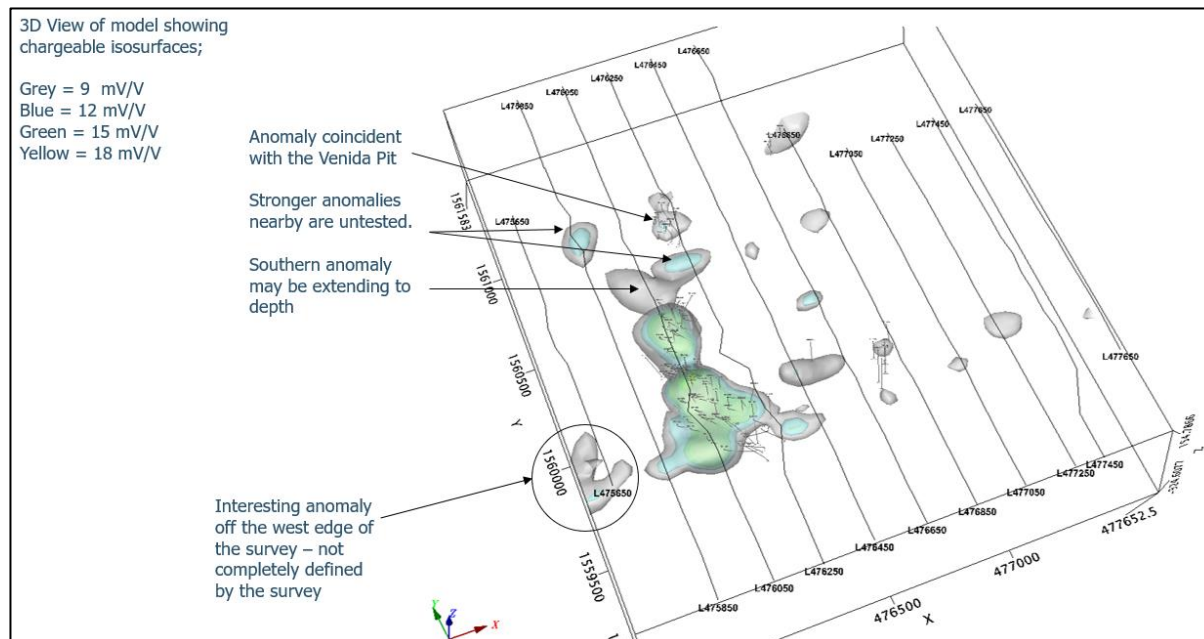 3D View of model showing
chargeable isosurfaces;
Grey = 9 mV/V
Blue = 12 mV/V
Green = 15 mV/V
Yellow = 18 mV/V
Anomaly coincident
with the Venida Pit
Stronger anomalies
nearby are untested.
Southern anomaly
may be extending to
depth
Interesting anomaly
off the west edge of
the survey – not
completely defined
by the survey
L475650
L475850
L476050
L476250
L476450
L476650
L476850
L477050
L477250
L477450
L477650
1561583
1561000
1560500
Y
1560000
1559500
L475650
L475850
L476050
L476250
L476450
L476650
L476850
L477050
L477250
L477450
L477650
476500
X
477000
477652.5
Z
Y
Z
X